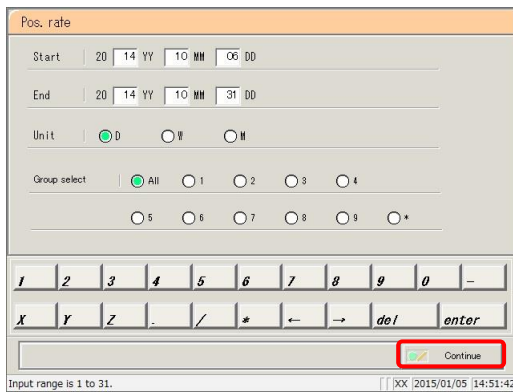 Pos. rate
Start 20 14 YY 10 MM 06 DD
End 20 14 YY 10 MM 31 DD
Unit D W M
Group select All 1 2 3 4
5 6 7 8 9 *
1 2 3 4 5 6 7 8 9 0 -
X Y Z . / * ← → del enter
Continue
Input range is 1 to 31. XX 2015/01/05 14:51:42